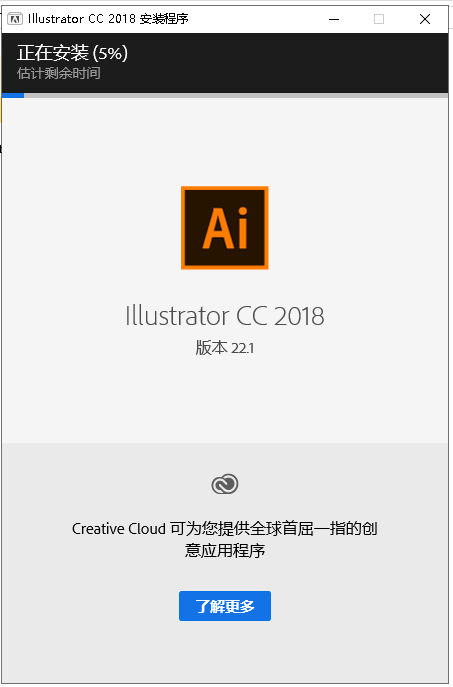 Illustrator CC 2018 安装程序
正在安装 (5%)
估计剩余时间
Ai
Illustrator CC 2018
版本 22.1
Creative Cloud 可为您提供全球首屈一指的创
意应用程序
了解更多